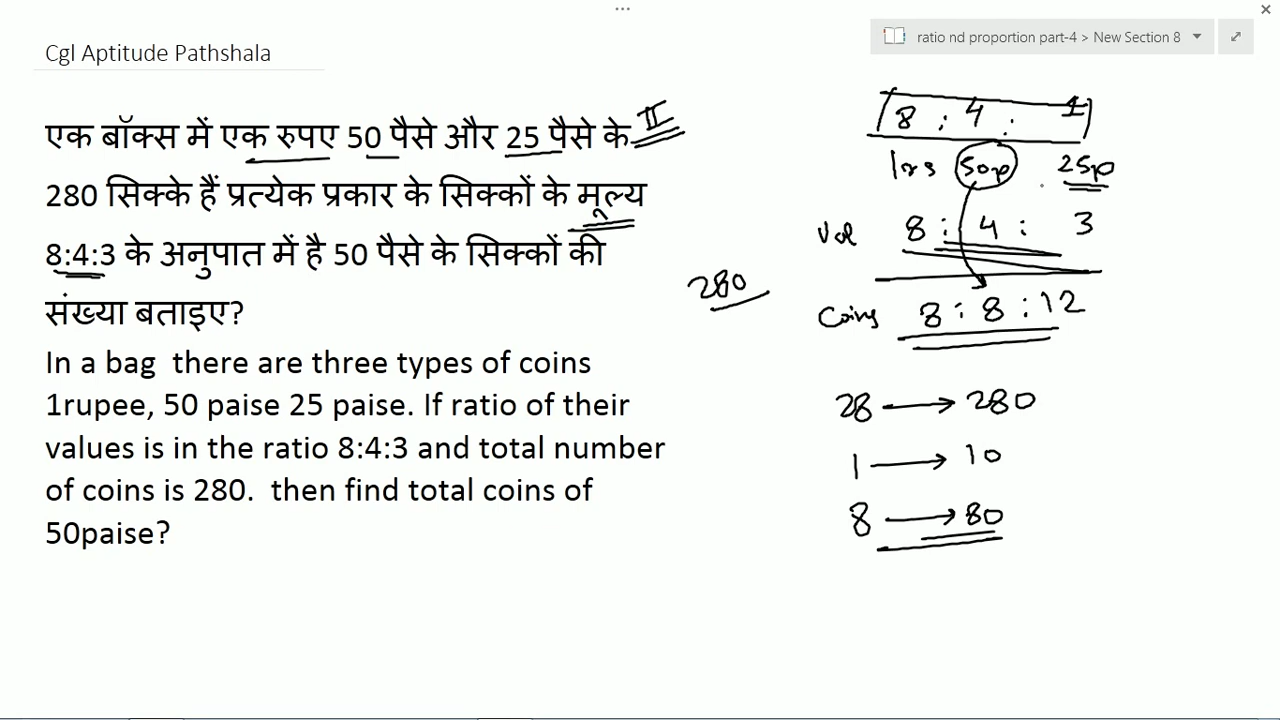 Cgl Aptitude Pathshala
ratio nd proportion part-4 > New Section 8
एक बॉक्स में एक रुपए 50 पैसे और 25 पैसे के II
280 सिक्के हैं प्रत्येक प्रकार के सिक्कों के मूल्य
8:4:3 के अनुपात में है 50 पैसे के सिक्कों की
संख्या बताइए?
In a bag there are three types of coins
1rupee, 50 paise 25 paise. If ratio of their
values is in the ratio 8:4:3 and total number
of coins is 280. then find total coins of
50paise?
280
8 : 4 : 1
1rs 50p 25p
Val 8 : 4 : 3
Coins 8 : 8 : 12
28 → 280
1 → 10
8 → 80